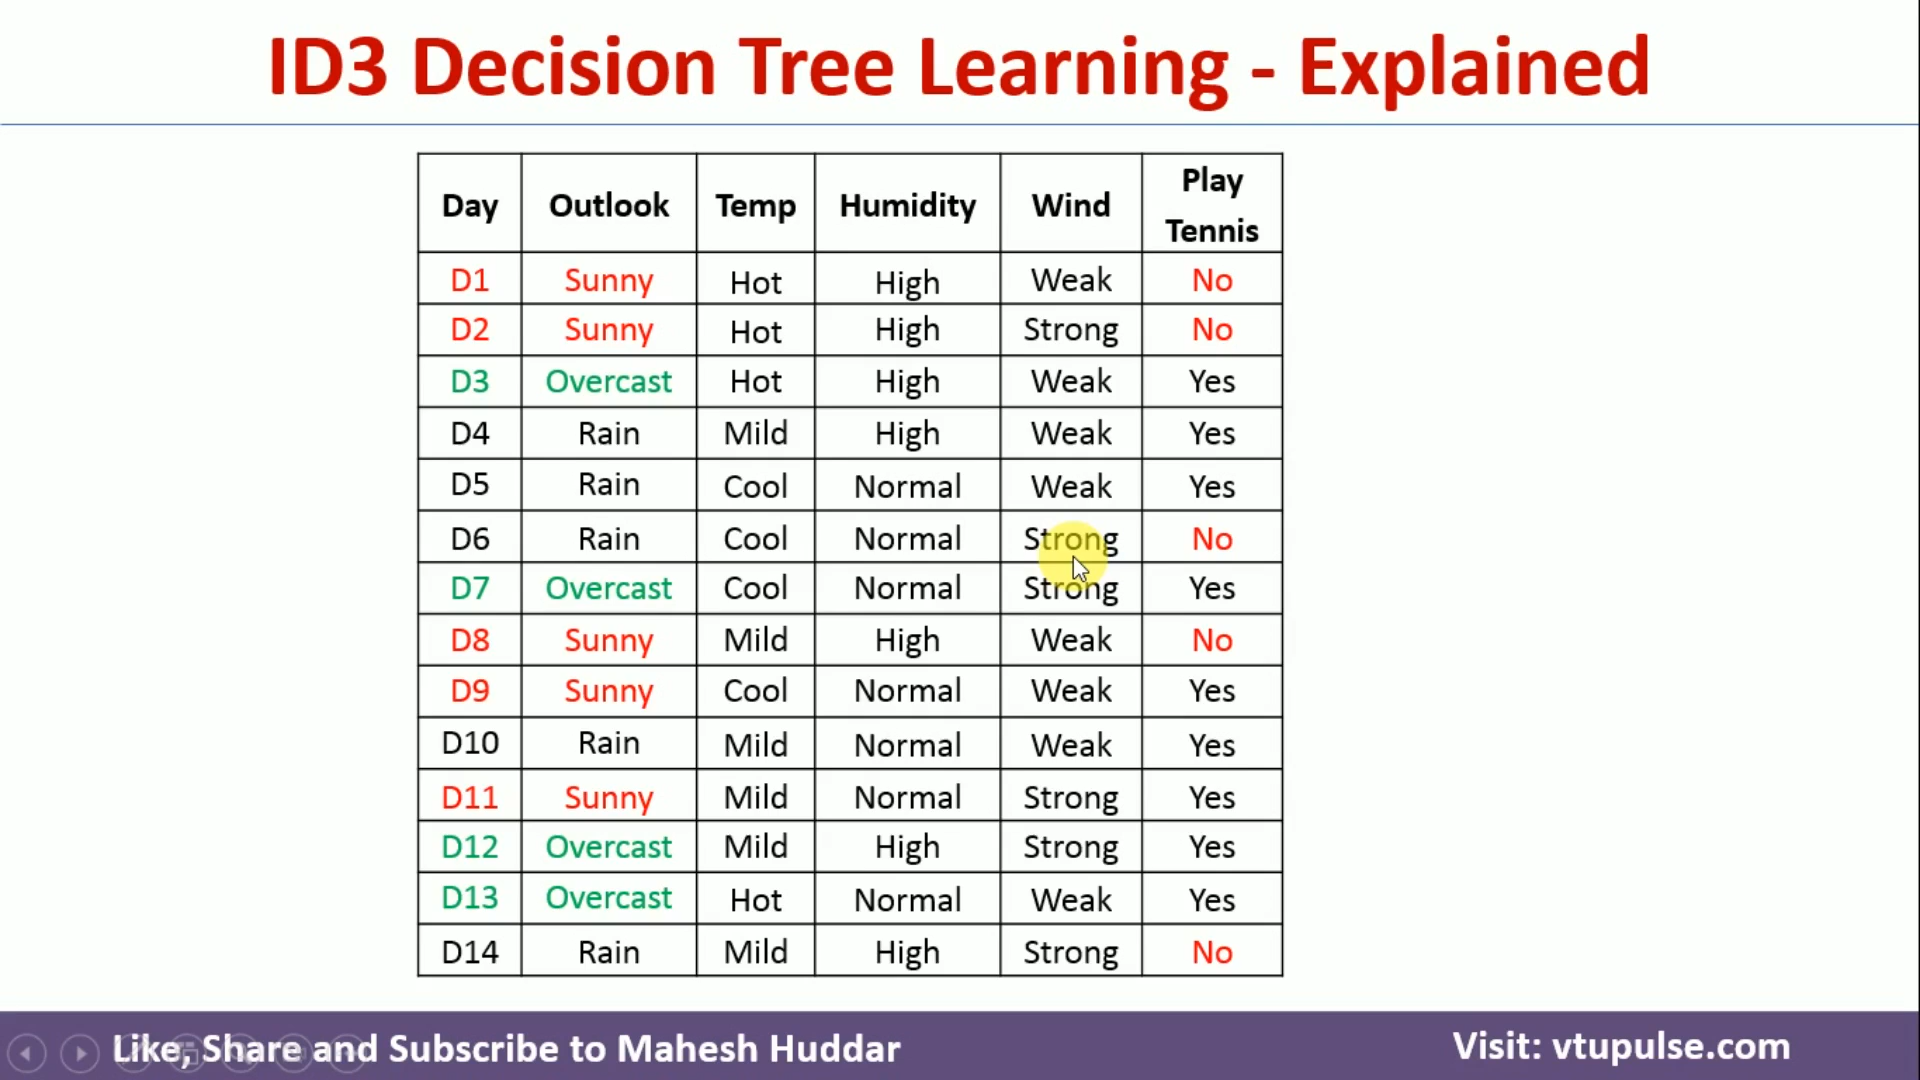 ID3 Decision Tree Learning - Explained
Day Outlook Temp Humidity Wind Play Tennis
D1 Sunny Hot High Weak No
D2 Sunny Hot High Strong No
D3 Overcast Hot High Weak Yes
D4 Rain Mild High Weak Yes
D5 Rain Cool Normal Weak Yes
D6 Rain Cool Normal Strong No
D7 Overcast Cool Normal Strong Yes
D8 Sunny Mild High Weak No
D9 Sunny Cool Normal Weak Yes
D10 Rain Mild Normal Weak Yes
D11 Sunny Mild Normal Strong Yes
D12 Overcast Mild High Strong Yes
D13 Overcast Hot Normal Weak Yes
D14 Rain Mild High Strong No
Like, Share and Subscribe to Mahesh Huddar
Visit: vtupulse.com